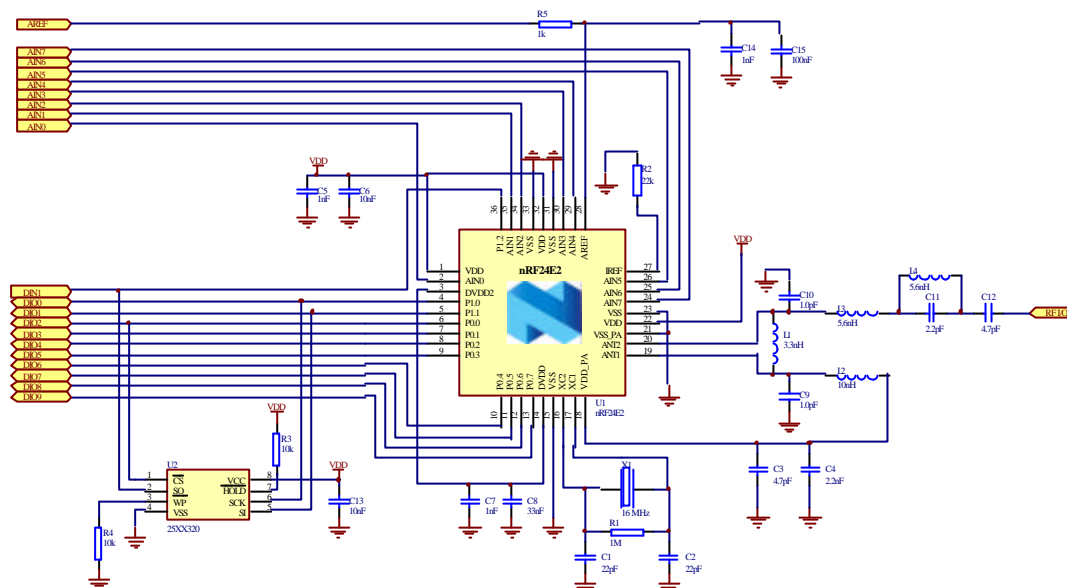 AREF
R5
1k
C14
1nF
C15
100nF
AIN7
AIN6
AIN5
AIN4
AIN3
AIN2
AIN1
AIN0
VDD
C5
1nF
C6
10nF
R2
22k
36
35
34
33
32
31
30
29
28
P1.2
AIN1
AIN2
VSS
VDD
VSS
AIN3
AIN4
AREF
nRF24E2
1 VDD
2 AIN0
3 DVDD2
4 P1.0
5 P1.1
6 P0.0
7 P0.1
8 P0.2
9 P0.3
IREF 27
AIN5 26
AIN6 25
AIN7 24
VSS 23
VDD 22
VSS_PA 21
ANT2 20
ANT1 19
P0.4
P0.5
P0.6
P0.7
DVDD
VSS
XC2
XC1
VDD_PA
10
11
12
13
14
15
16
17
18
U1
nRF24E2
DIN1
DIO0
DIO1
DIO2
DIO3
DIO4
DIO5
DIO6
DIO7
DIO8
DIO9
VDD
C10
1.0pF
L1
3.3nH
L3
5.6nH
L4
5.6nH
C11
2.2pF
C12
4.7pF
RF I/O
L2
10nH
C9
1.0pF
C3
4.7pF
C4
2.2nF
VDD
R3
10k
U2
1 CS
2 SO
3 WP
4 VSS
VCC 8
HOLD 7
SCK 6
SI 5
25XX320
R4
10k
VDD
C13
10nF
C7
1nF
C8
33nF
X1
16 MHz
R1
1M
C1
22pF
C2
22pF